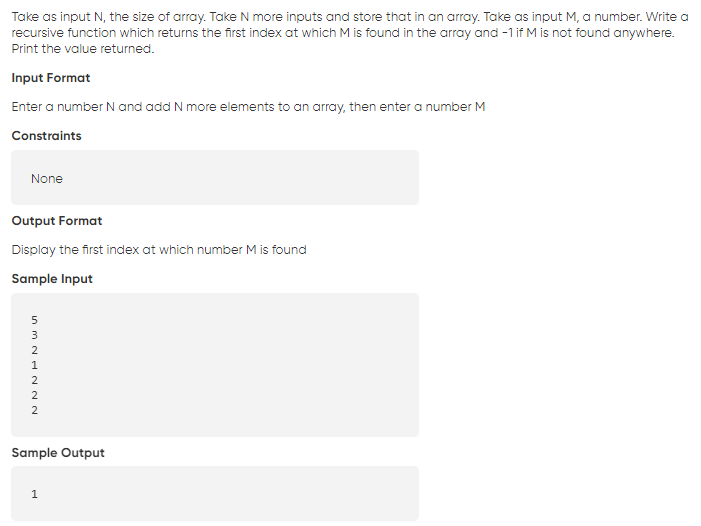 Take as input N, the size of array. Take N more inputs and store that in an array. Take as input M, a number. Write a
recursive function which returns the first index at which M is found in the array and -1 if M is not found anywhere.
Print the value returned.
Input Format
Enter a number N and add N more elements to an array, then enter a number M
Constraints
None
Output Format
Display the first index at which number M is found
Sample Input
5
3
2
1
2
2
2
Sample Output
1